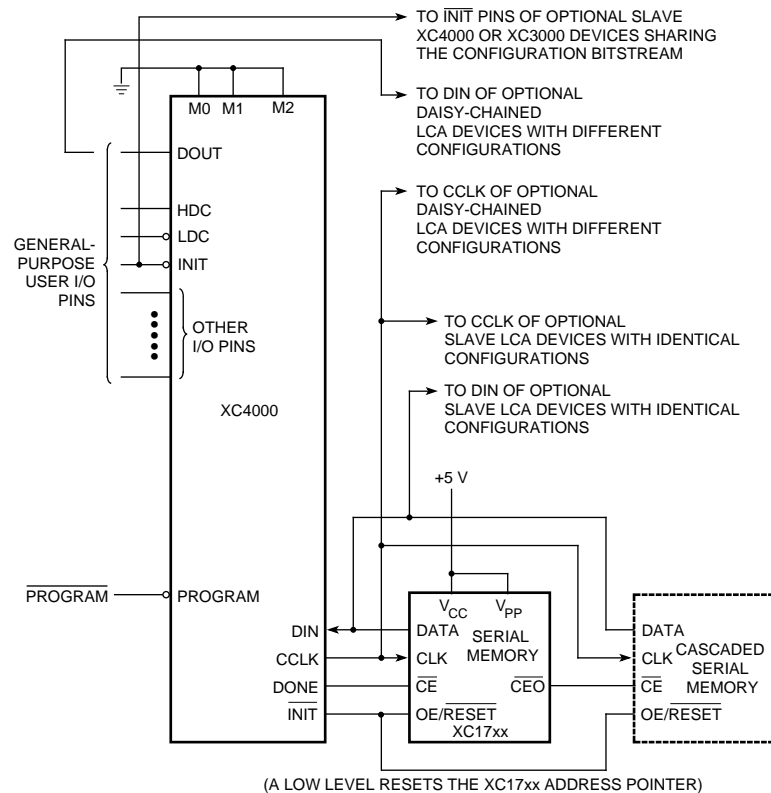 TO INIT PINS OF OPTIONAL SLAVE
XC4000 OR XC3000 DEVICES SHARING
THE CONFIGURATION BITSTREAM
M0 M1 M2
TO DIN OF OPTIONAL
DAISY-CHAINED
LCA DEVICES WITH DIFFERENT
CONFIGURATIONS
DOUT
TO CCLK OF OPTIONAL
DAISY-CHAINED
LCA DEVICES WITH DIFFERENT
CONFIGURATIONS
HDC
LDC
INIT
GENERAL-
PURPOSE
USER I/O
PINS
OTHER
I/O PINS
TO CCLK OF OPTIONAL
SLAVE LCA DEVICES WITH IDENTICAL
CONFIGURATIONS
TO DIN OF OPTIONAL
SLAVE LCA DEVICES WITH IDENTICAL
CONFIGURATIONS
XC4000
+5 V
PROGRAM
PROGRAM
DIN
CCLK
DONE
INIT
VCC VPP
DATA
SERIAL
MEMORY
CLK
CE
CEO
OE/RESET
XC17xx
DATA
CLK
CASCADED
SERIAL
MEMORY
CE
OE/RESET
(A LOW LEVEL RESETS THE XC17xx ADDRESS POINTER)